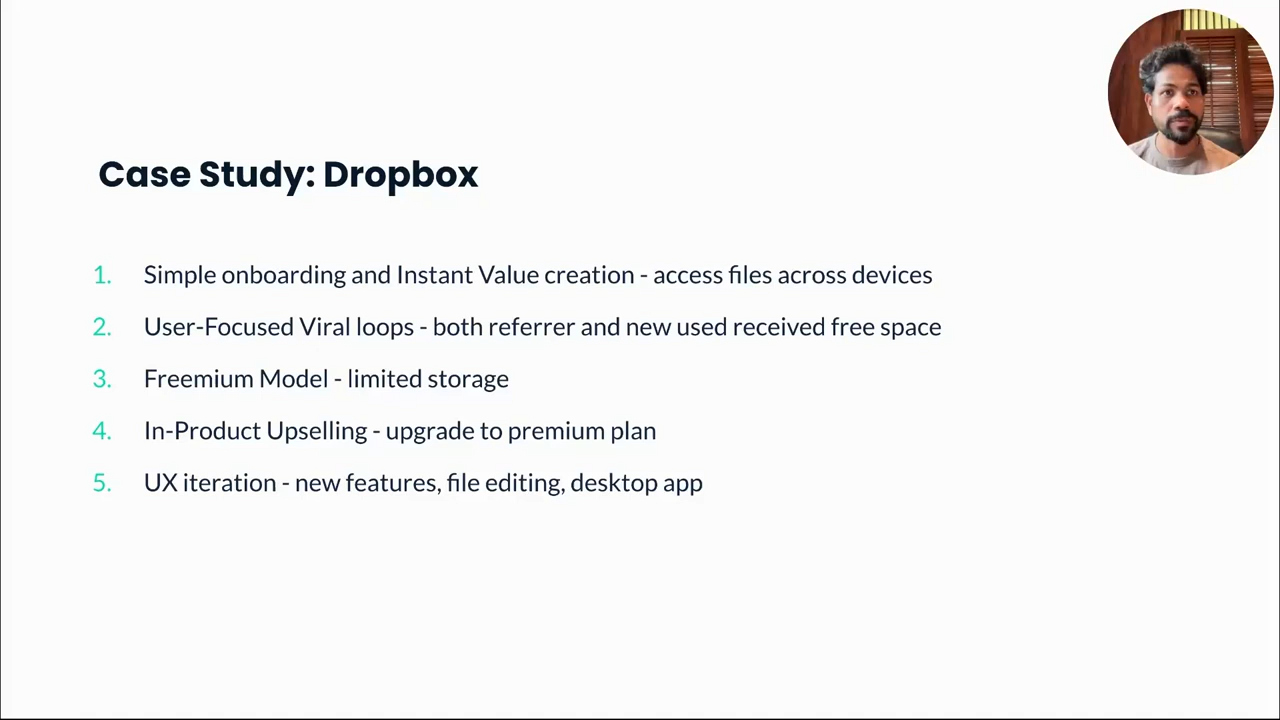 Case Study: Dropbox
1. Simple onboarding and Instant Value creation - access files across devices
2. User-Focused Viral loops - both referrer and new used received free space
3. Freemium Model - limited storage
4. In-Product Upselling - upgrade to premium plan
5. UX iteration - new features, file editing, desktop app